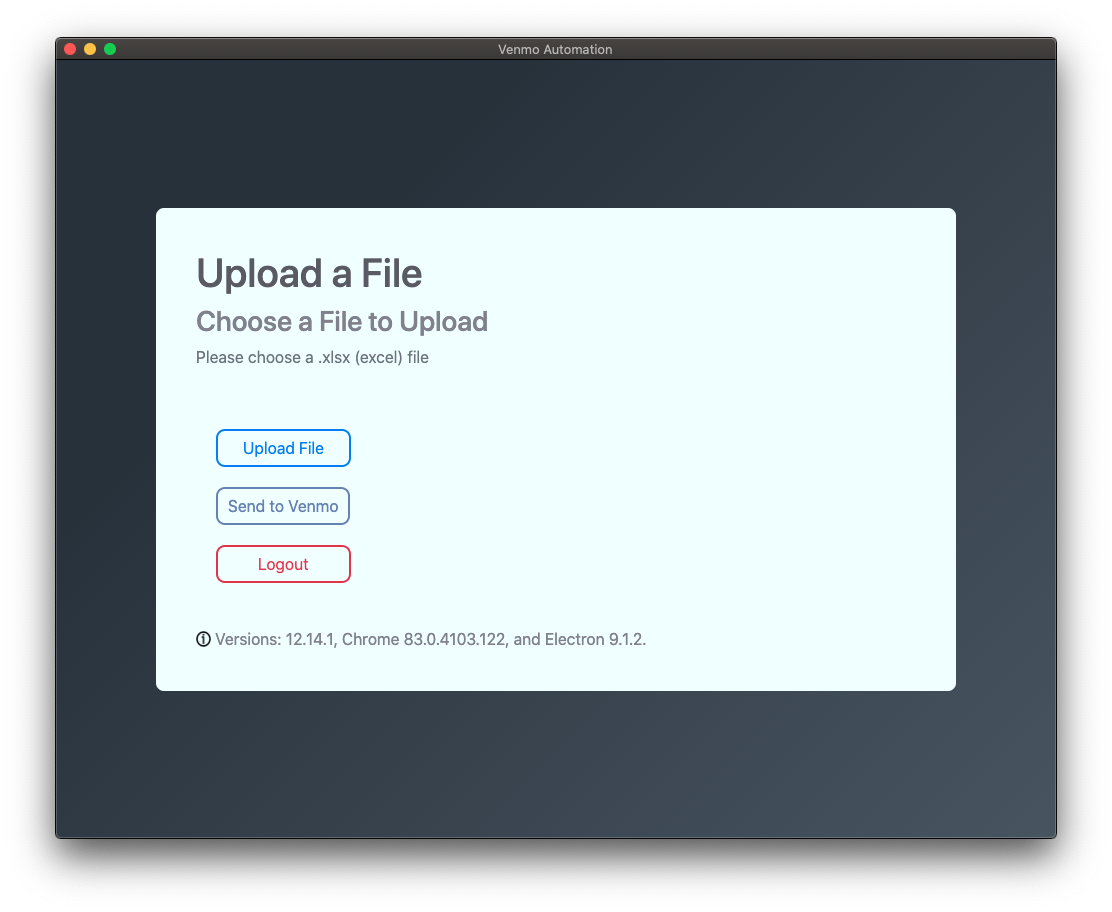 Venmo Automation
Upload a File
Choose a File to Upload
Please choose a .xlsx (excel) file
Upload File
Send to Venmo
Logout
Versions: 12.14.1, Chrome 83.0.4103.122, and Electron 9.1.2.